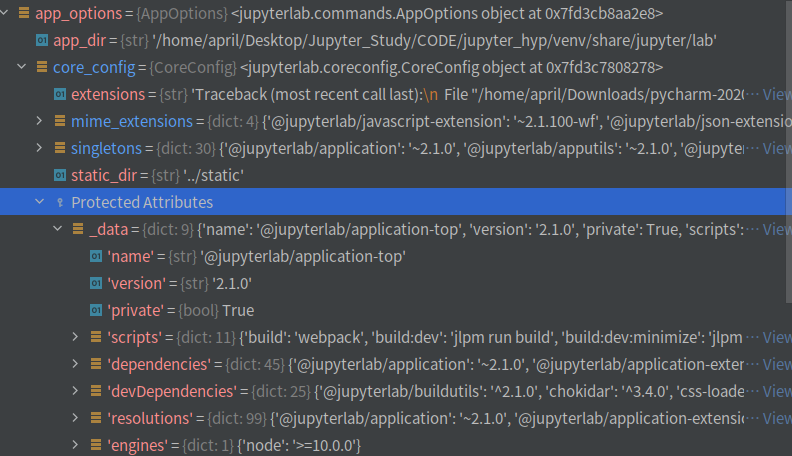 app_options = {AppOptions} <jupyterlab.commands.AppOptions object at 0x7fd3cb8aa2e8>
app_dir = {str} '/home/april/Desktop/Jupyter_Study/CODE/jupyter_hyp/venv/share/jupyter/lab'
core_config = {CoreConfig} <jupyterlab.coreconfig.CoreConfig object at 0x7fd3c7808278>
extensions = {str} 'Traceback (most recent call last):\n File "/home/april/Downloads/pycharm-202 ... View
mime_extensions = {dict: 4} {'@jupyterlab/javascript-extension': '~2.1.100-wf', '@jupyterlab/json-extensio
singletons = {dict: 30} {'@jupyterlab/application': '~2.1.0', '@jupyterlab/apputils': '~2.1.0', '@jupyter ... View
static_dir = {str} '../static'
Protected Attributes
_data = {dict: 9} {'name': '@jupyterlab/application-top', 'version': '2.1.0', 'private': True, 'scripts': ... View
'name' = {str} '@jupyterlab/application-top'
'version' = {str} '2.1.0'
'private' = {bool} True
'scripts' = {dict: 11} {'build': 'webpack', 'build:dev': 'jlpm run build', 'build:dev:minimize': 'jlpm ... View
'dependencies' = {dict: 45} {'@jupyterlab/application': '~2.1.0', '@jupyterlab/application-exter ... View
'devDependencies' = {dict: 25} {'@jupyterlab/buildutils': '^2.1.0', 'chokidar': '^3.4.0', 'css-loade ... View
'resolutions' = {dict: 99} {'@jupyterlab/application': '~2.1.0', '@jupyterlab/application-extensi ... View
'engines' = {dict: 1} {'node': '>=10.0.0'}